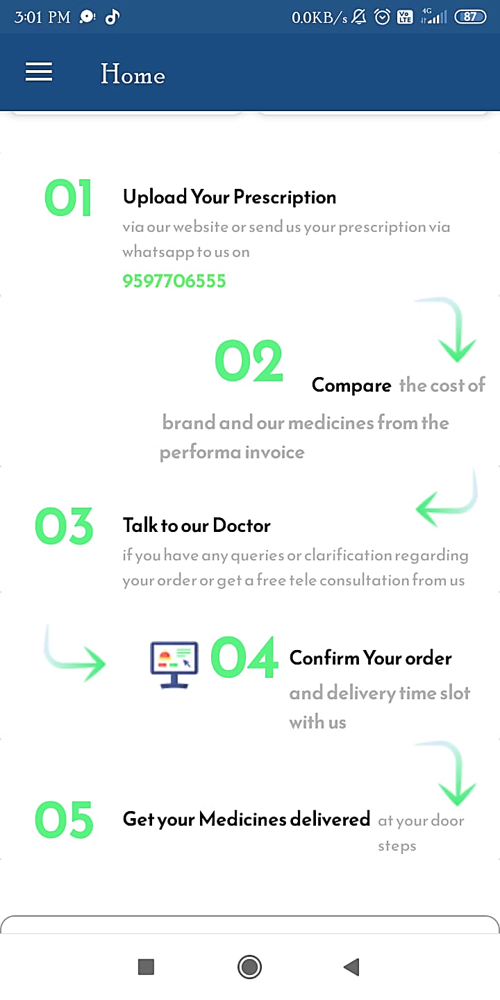 3:01 PM
0.0KB/s
Vo
LTE
4G
87
Home
01
Upload Your Prescription
via our website or send us your prescription via
whatsapp to us on
9597706555
02
Compare the cost of
brand and our medicines from the
performa invoice
03
Talk to our Doctor
if you have any queries or clarification regarding
your order or get a free tele consultation from us
04
Confirm Your order
and delivery time slot
with us
05
Get your Medicines delivered at your door
steps